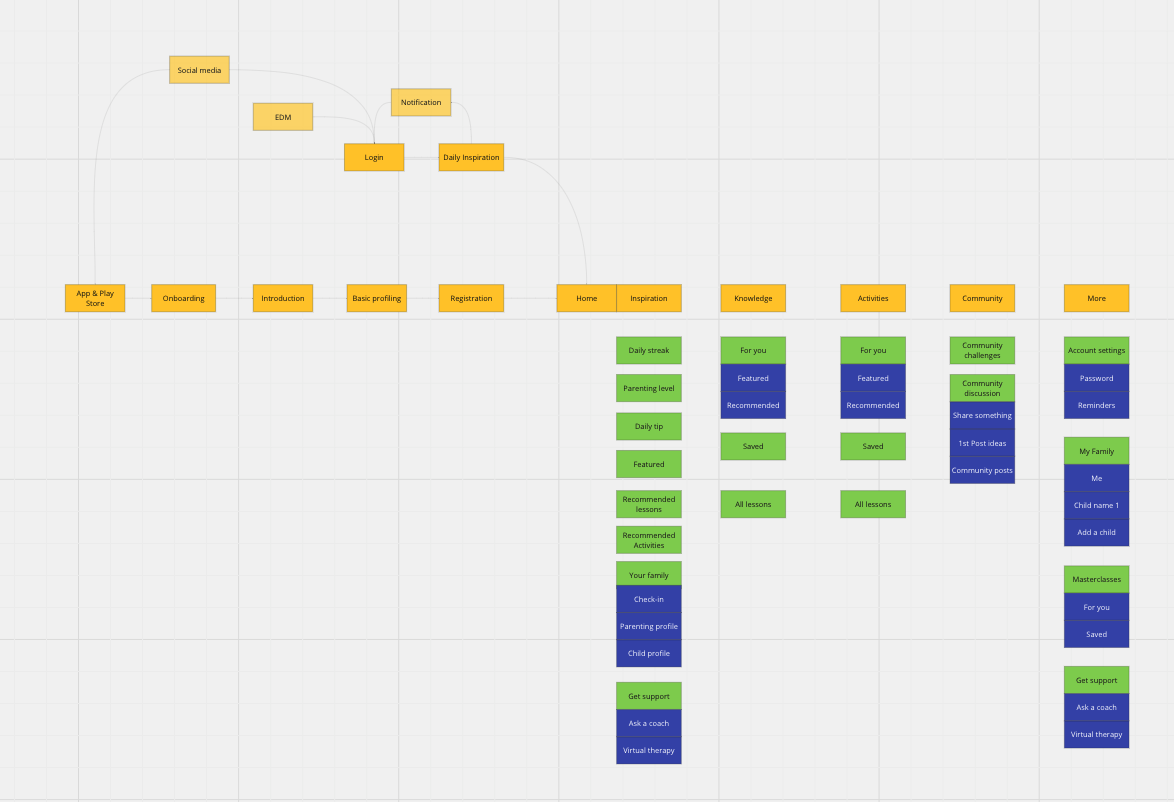 Social media
Notification
EDM
Login
Daily Inspiration
App & Play
Store
Onboarding
Introduction
Basic profiling
Registration
Home
Inspiration
Knowledge
Activities
Community
More
Daily streak
Parenting level
Daily tip
Featured
Recommended
lessons
Recommended
Activities
Your family
Check-in
Parenting profile
Child profile
Get support
Ask a coach
Virtual therapy
For you
Featured
Recommended
Saved
All lessons
For you
Featured
Recommended
Saved
All lessons
Community
challenges
Community
discussion
Share something
1st Post ideas
Community posts
Account settings
Password
Reminders
My Family
Me
Child name 1
Add a child
Masterclasses
For you
Saved
Get support
Ask a coach
Virtual therapy